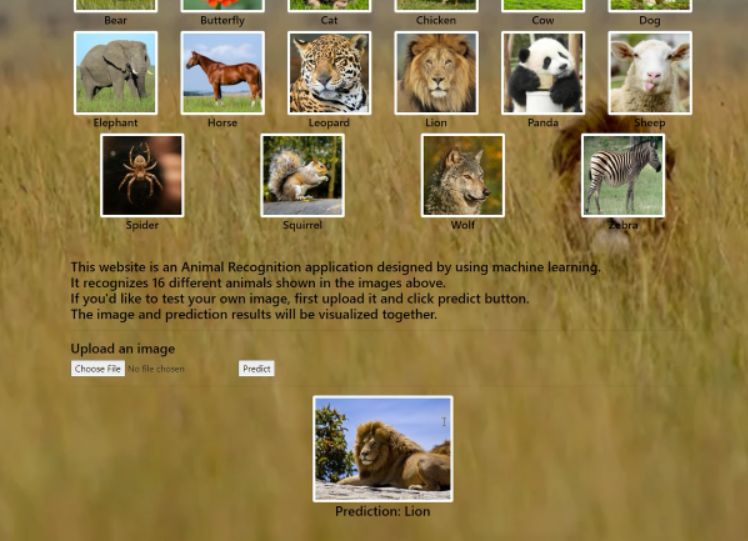 Bear Butterfly Cat Chicken Cow Dog
Elephant Horse Leopard Lion Panda Sheep
Spider Squirrel Wolf Zebra
This website is an Animal Recognition application designed by using machine learning.
It recognizes 16 different animals shown in the images above.
If you'd like to test your own image, first upload it and click predict button.
The image and prediction results will be visualized together.
Upload an image
Choose File No file chosen Predict
Prediction: Lion